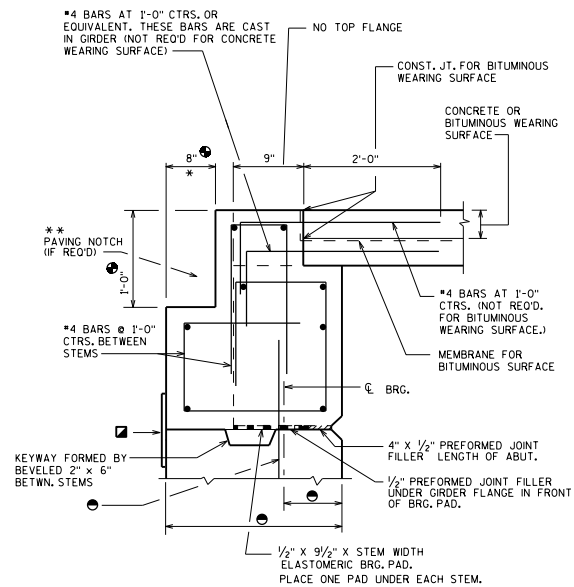 #4 BARS AT 1'-0" CTRS. OR
EQUIVALENT. THESE BARS ARE CAST
IN GIRDER (NOT REQ'D FOR CONCRETE
WEARING SURFACE)
NO TOP FLANGE
CONST. JT. FOR BITUMINOUS
WEARING SURFACE
CONCRETE OR
BITUMINOUS WEARING
SURFACE
8"
*
9"
2'-0"
**
PAVING NOTCH
(IF REQ'D)
1'-0"
#4 BARS AT 1'-0"
CTRS. (NOT REQ'D.
FOR BITUMINOUS
WEARING SURFACE.)
#4 BARS @ 1'-0"
CTRS. BETWEEN
STEMS
MEMBRANE FOR
BITUMINOUS SURFACE
℄ BRG.
KEYWAY FORMED BY
BEVELED 2" x 6"
BETWN. STEMS
4" X 1/2" PREFORMED JOINT
FILLER LENGTH OF ABUT.
1/2" PREFORMED JOINT FILLER
UNDER GIRDER FLANGE IN FRONT
OF BRG. PAD.
1/2" X 9 1/2" X STEM WIDTH
ELASTOMERIC BRG. PAD.
PLACE ONE PAD UNDER EACH STEM.